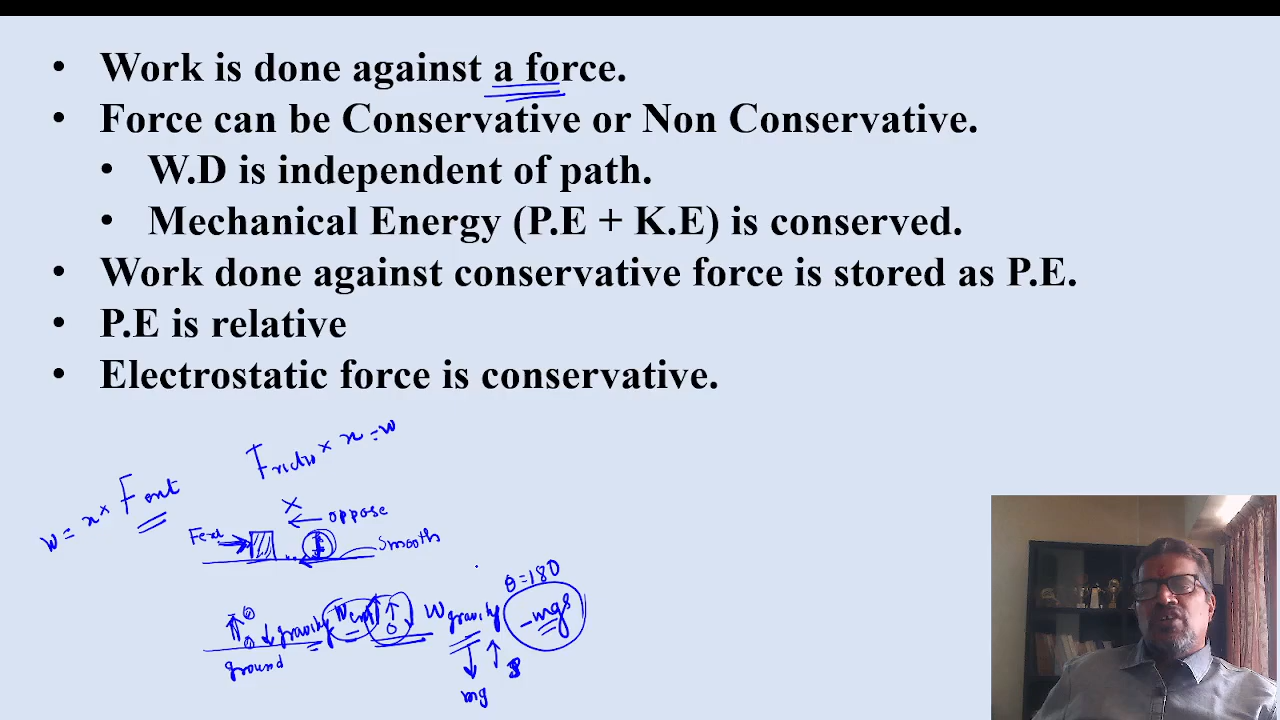 • Work is done against a force.
• Force can be Conservative or Non Conservative.
• W.D is independent of path.
• Mechanical Energy (P.E + K.E) is conserved.
• Work done against conservative force is stored as P.E.
• P.E is relative
• Electrostatic force is conservative.
× x = W
W = x × F ext
oppose
Smooth
θ=180
gravity
W gravity
-mgs
ground
mg